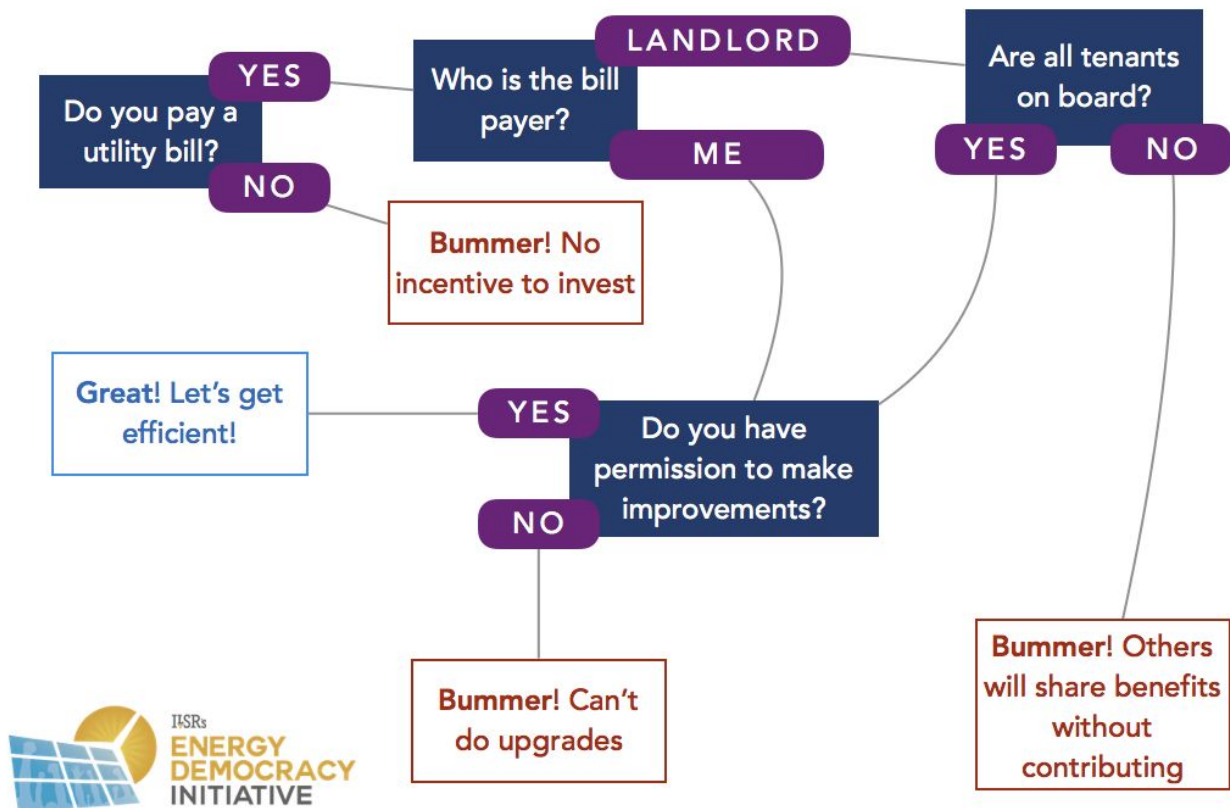 Do you pay a
utility bill?
YES
NO
Who is the bill
payer?
LANDLORD
ME
Are all tenants
on board?
YES
NO
Bummer! No
incentive to invest
Great! Let's get
efficient!
YES
NO
Do you have
permission to make
improvements?
Bummer! Can't
do upgrades
Bummer! Others
will share benefits
without
contributing
ILSRs
ENERGY
DEMOCRACY
INITIATIVE